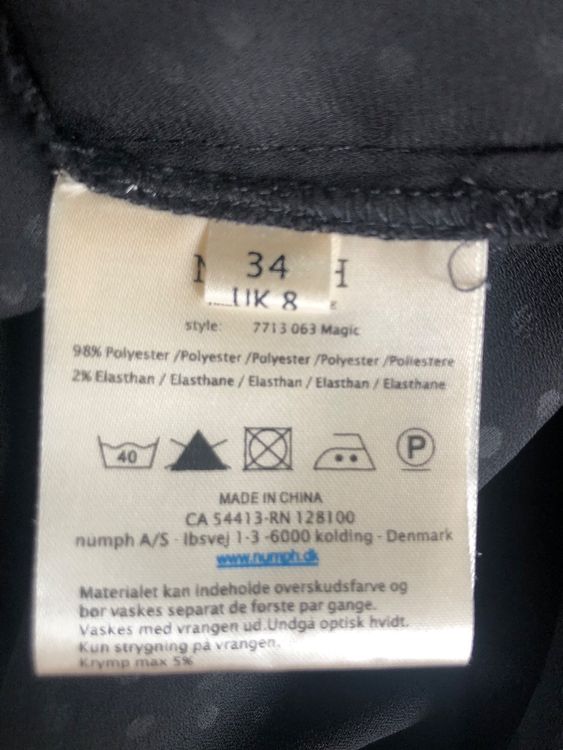 34
UK 8
style: 7713 063 Magic
98% Polyester /Polyester /Polyester /Polyester /Poliestere
2% Elasthan / Elasthane / Elasthan / Elasthan / Elasthane
40
P
MADE IN CHINA
CA 54413-RN 128100
numph A/S - Ibsvej 1-3 -6000 kolding - Denmark
www.numph.dk
Materialet kan indeholde overskudsfarve og
bør vaskes separat de første par gange.
Vaskes med vrangen ud.Undgå optisk hvidt.
Kun strygning på vrangen.
Krymp max 5%